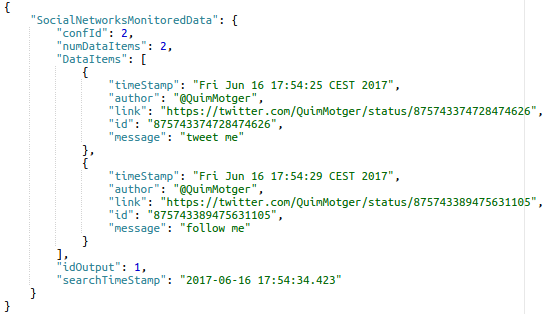 {
"SocialNetworksMonitoredData": {
"confId": 2,
"numDataItems": 2,
"DataItems": [
{
"timeStamp": "Fri Jun 16 17:54:25 CEST 2017",
"author": "@QuimMotger",
"link": "https://twitter.com/QuimMotger/status/875743374728474626",
"id": "875743374728474626",
"message": "tweet me"
},
{
"timeStamp": "Fri Jun 16 17:54:29 CEST 2017",
"author": "@QuimMotger",
"link": "https://twitter.com/QuimMotger/status/875743389475631105",
"id": "875743389475631105",
"message": "follow me"
}
],
"idOutput": 1,
"searchTimeStamp": "2017-06-16 17:54:34.423"
}
}